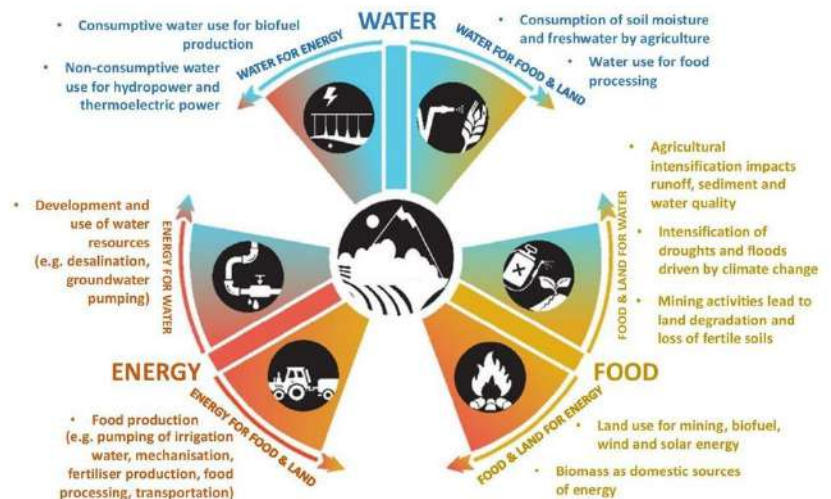 WATER
• Consumptive water use for biofuel
production
• Non-consumptive water
use for hydropower and
thermoelectric power
WATER FOR ENERGY
WATER FOR FOOD & LAND
• Consumption of soil moisture
and freshwater by agriculture
• Water use for food
processing
• Agricultural
intensification impacts
runoff, sediment and
water quality
• Intensification of
droughts and floods
driven by climate change
• Mining activities lead to
land degradation and
loss of fertile soils
FOOD & LAND FOR WATER
• Development and
use of water
resources
(e.g. desalination,
groundwater
pumping)
ENERGY FOR WATER
ENERGY
FOOD
ENERGY FOR FOOD & LAND
FOOD & LAND FOR ENERGY
• Food production
(e.g. pumping of irrigation
water, mechanisation,
fertiliser production, food
processing, transportation)
• Land use for mining, biofuel,
wind and solar energy
• Biomass as domestic sources
of energy